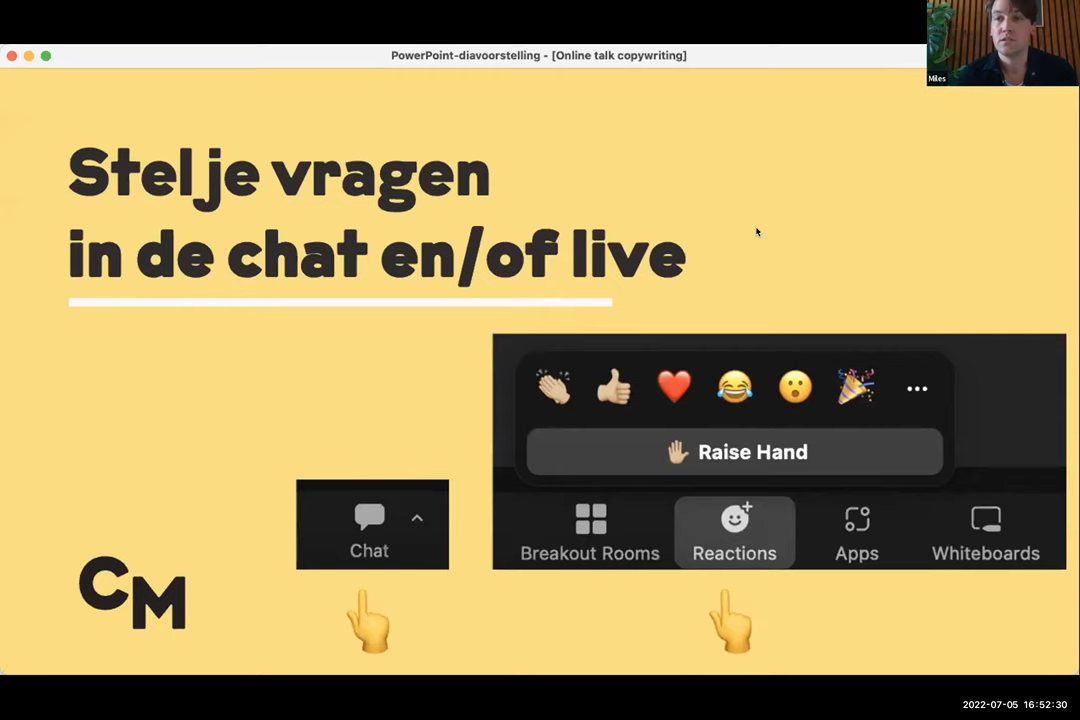 PowerPoint-diavoorstelling - [Online talk copywriting]
Miles
Stel je vragen
in de chat en/of live
Raise Hand
Chat
Breakout Rooms
Reactions
Apps
Whiteboards
CM
2022-07-05 16:52:30